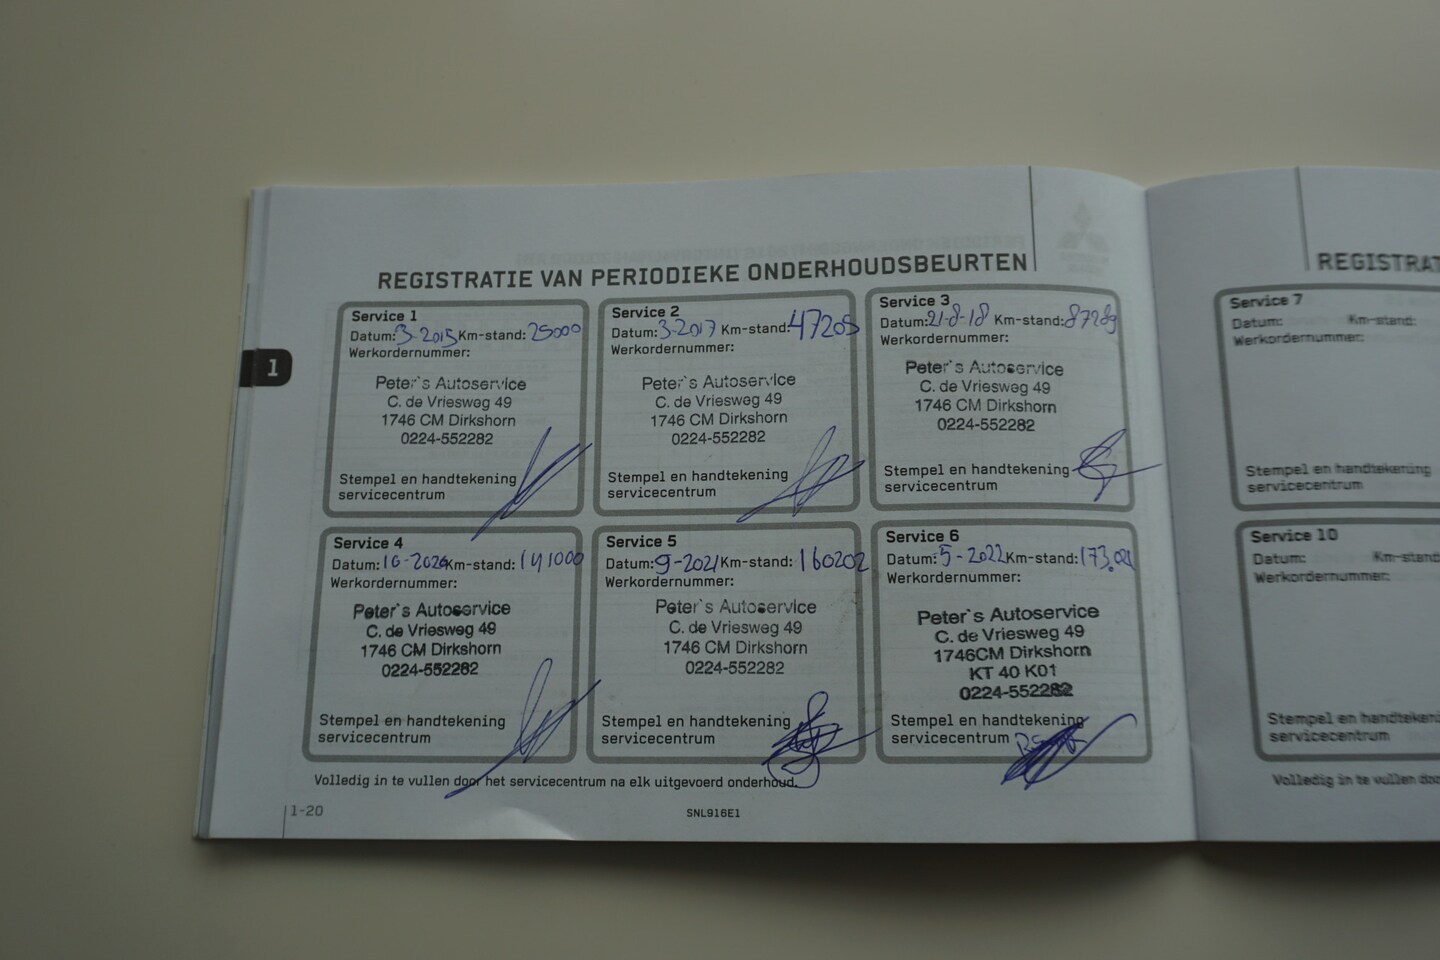 REGISTRATIE VAN PERIODIEKE ONDERHOUDSBEURTEN
1
Service 1
Datum: 3-2015 Km-stand: 25000
Werkordernummer:
Peter's Autoservice
C. de Vriesweg 49
1746 CM Dirkshorn
0224-552282
Stempel en handtekening
servicecentrum
Service 2
Datum: 3-2017 Km-stand: 47205
Werkordernummer:
Peter's Autoservice
C. de Vriesweg 49
1746 CM Dirkshorn
0224-552282
Stempel en handtekening
servicecentrum
Service 3
Datum: 21-8-18 Km-stand: 87289
Werkordernummer:
Peter's Autoservice
C. de Vriesweg 49
1746 CM Dirkshorn
0224-552282
Stempel en handtekening
servicecentrum
Service 4
Datum: Km-stand: 141000
Werkordernummer:
Peter's Autoservice
C. de Vriesweg 49
1746 CM Dirkshorn
0224-552282
Stempel en handtekening
servicecentrum
Service 5
Datum: 9-2021 Km-stand: 160202
Werkordernummer:
Peter's Autoservice
C. de Vriesweg 49
1746 CM Dirkshorn
0224-552282
Stempel en handtekening
servicecentrum
Service 6
Datum: 5-2022 Km-stand:
Werkordernummer:
Peter's Autoservice
C. de Vriesweg 49
1746CM Dirkshorn
KT 40 K01
0224-552282
Stempel en handtekening
servicecentrum
Volledig in te vullen door het servicecentrum na elk uitgevoerd onderhoud.
1-20
SNL916E1
REGISTRAT
Service 7
Datum: Km-stand:
Werkordernummer:
Stempel en handtekening
servicecentrum
Service 10
Datum: Km-stand:
Werkordernummer:
Stempel en handtekening
servicecentrum
Volledig in te vullen doo